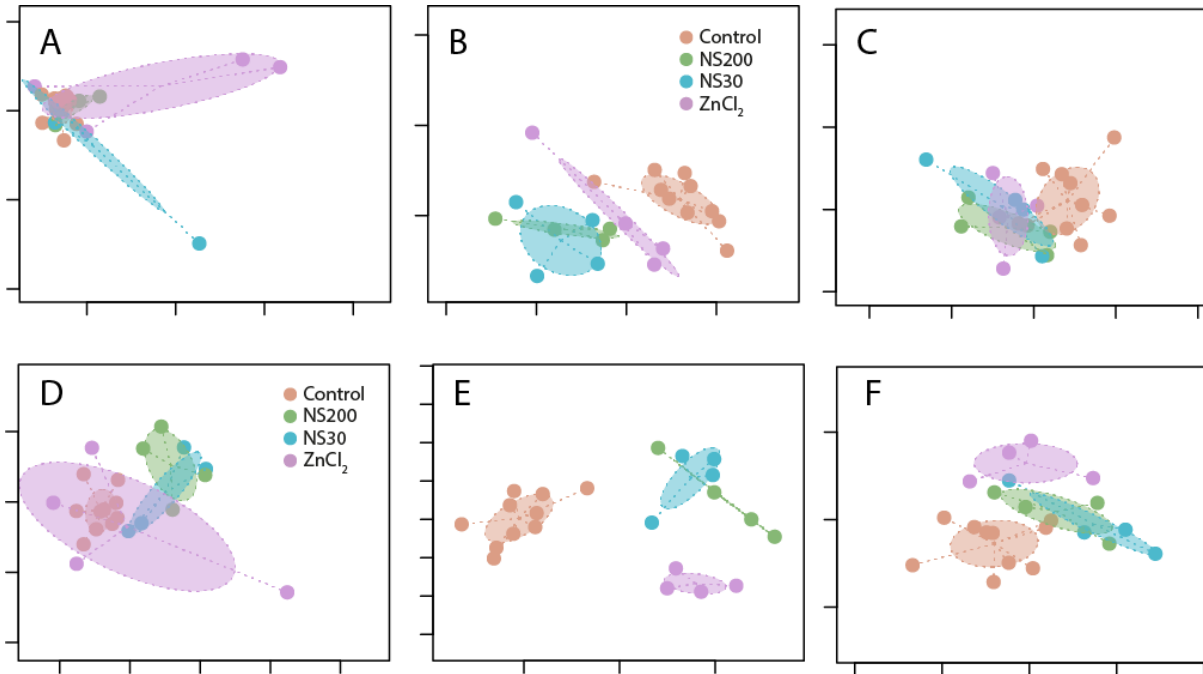 A
B
Control
NS200
NS30
ZnCl₂
C
D
Control
NS200
NS30
ZnCl₂
E
F